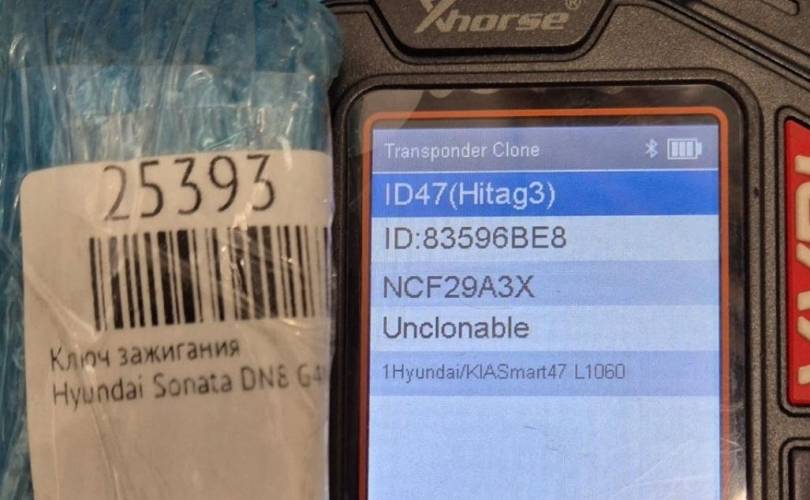 25393
Ключ зажигания
Hyundai Sonata DN8
Xhorse®
Transponder Clone
ID47(Hitag3)
ID:83596BE8
NCF29A3X
Unclonable
1Hyundai/KIASmart47 L1060